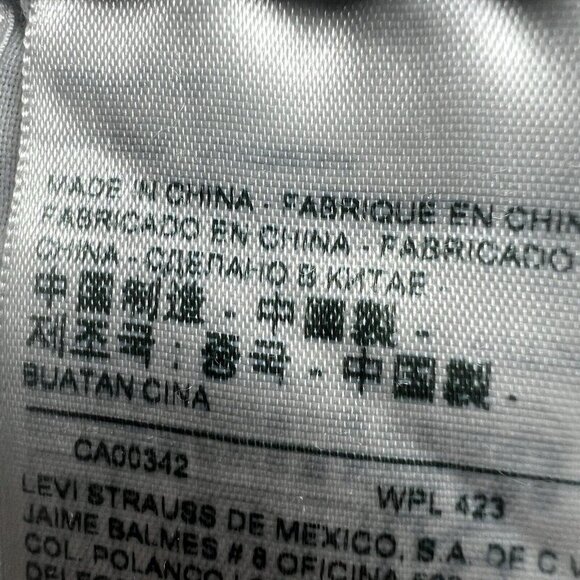 MADE IN CHINA - FABRIQUE EN CHIN
FABRICADO EN CHINA - FABRICADO
CHINA - СДЕЛАНО В КИТАЕ -
中國制造 - 中國製 -
제조국 : 중국 - 中國製 -
BUATAN CINA
CA00342
WPL 423
LEVI STRAUSS DE MEXICO, S.A. DE C.V
JAIME BALMES # 8 OFICINA
COL. POLANCO